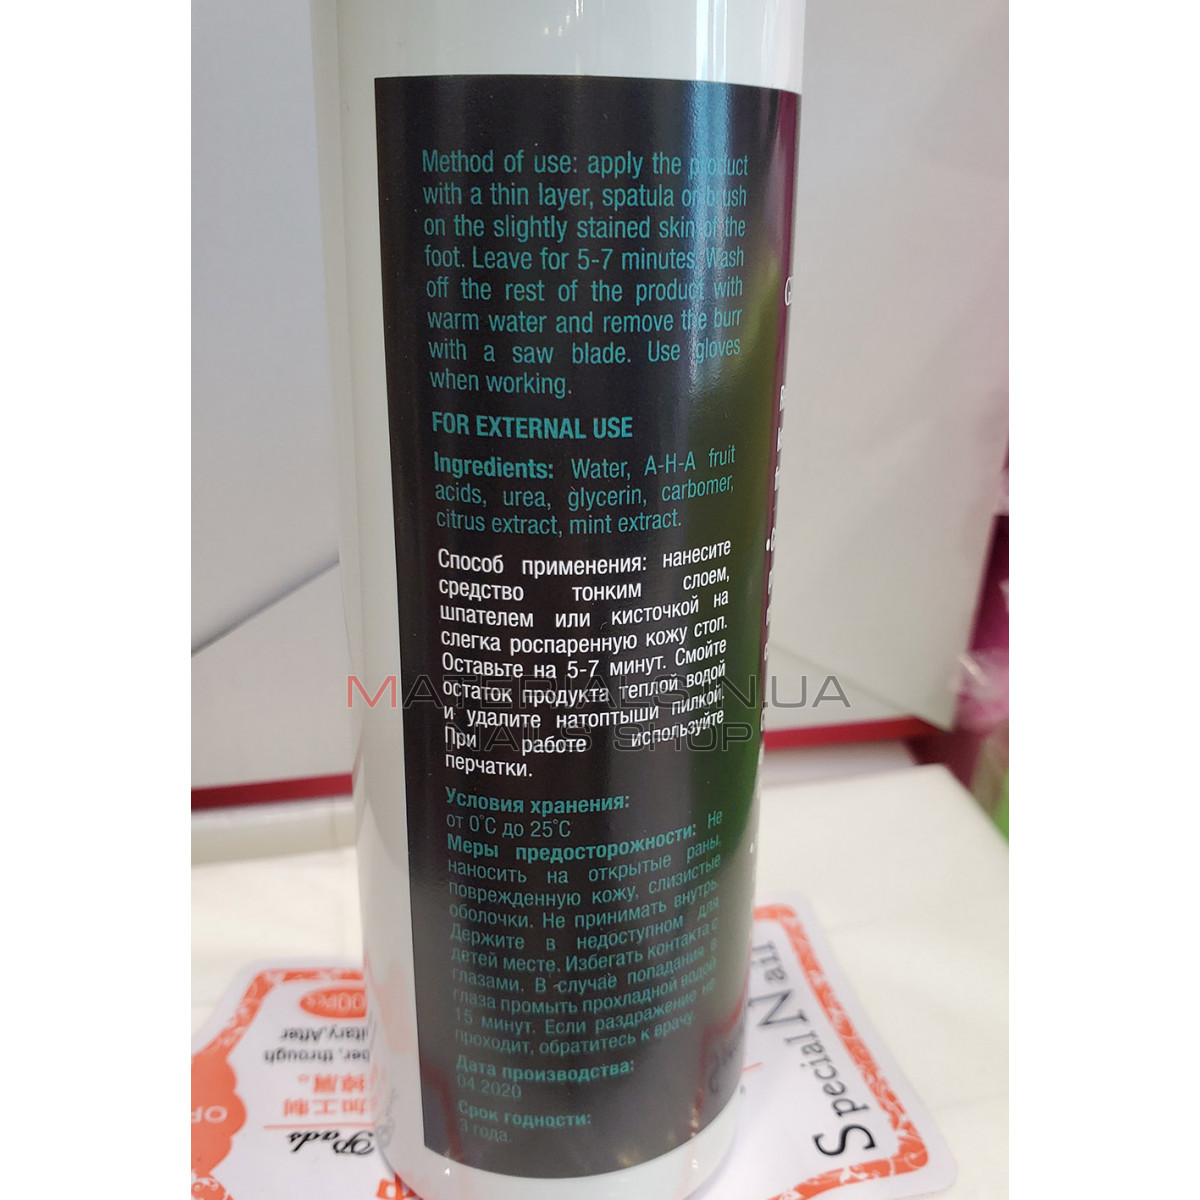 Method of use: apply the product
with a thin layer, spatula or brush
on the slightly stained skin of the
foot. Leave for 5-7 minutes. Wash
off the rest of the product with
warm water and remove the burr
with a saw blade. Use gloves
when working.
FOR EXTERNAL USE
Ingredients: Water, A-H-A fruit
acids, urea, glycerin, carbomer,
citrus extract, mint extract.
Способ применения: нанесите
средство тонким слоем,
шпателем или кисточкой на
слегка роспаренную кожу стоп.
Оставьте на 5-7 минут. Смойте
остаток продукта теплой водой
и удалите натоптыши пилкой.
При работе используйте
перчатки.
Условия хранения:
от 0°С до 25°С
Меры предосторожности: Не
наносить на открытые раны,
поврежденную кожу, слизистые
оболочки. Не принимать внутрь.
Держите в недоступном для
детей месте. Избегать контакта с
глазами. В случае попадания в
глаза промыть прохладной водой
15 минут. Если раздражение не
проходит, обратитесь к врачу.
Дата производства:
04.2020
Срок годности:
3 года.
MATERIALS.IN.UA
NAILS SHOP
Special Nail
00Pcs
ber, through
加工制
Pads